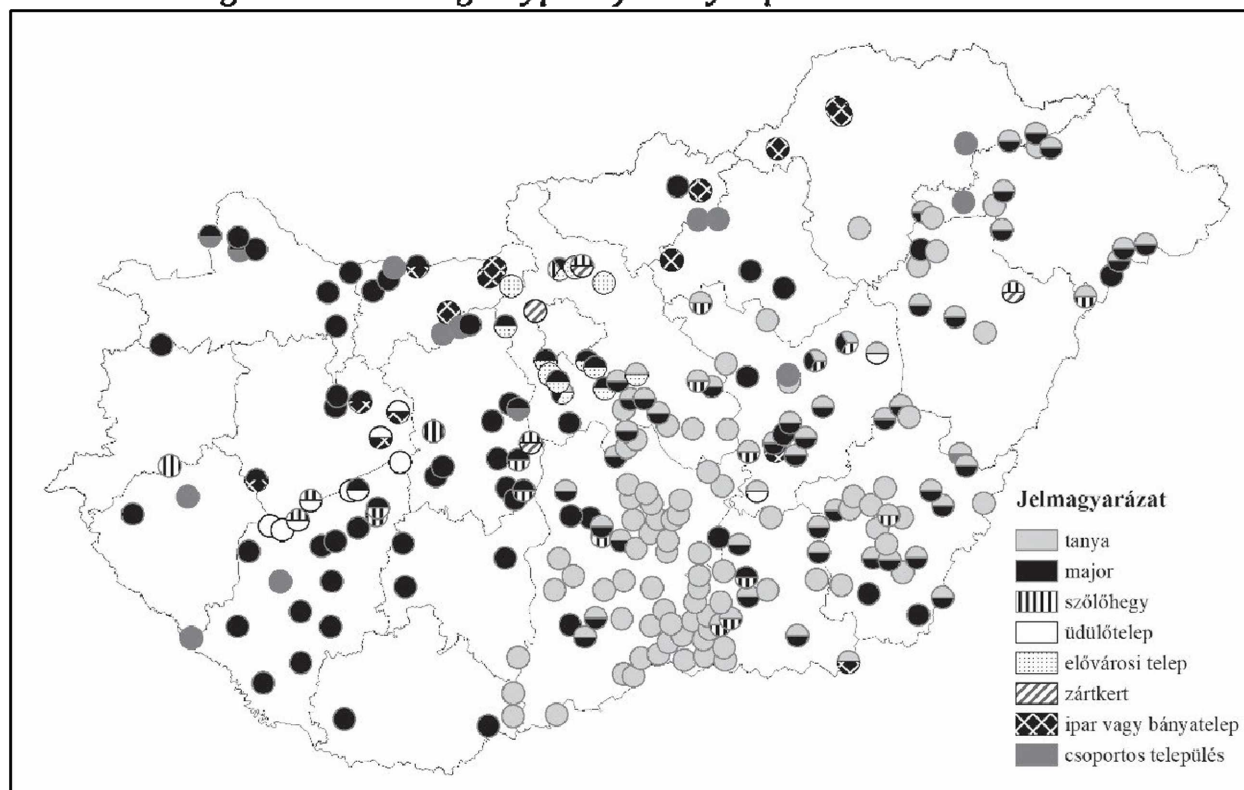 Jelmagyarázat
tanya
major
szőlőhegy
üdülőtelep
elővárosi telep
zártkert
ipar vagy bányatelep
csoportos település